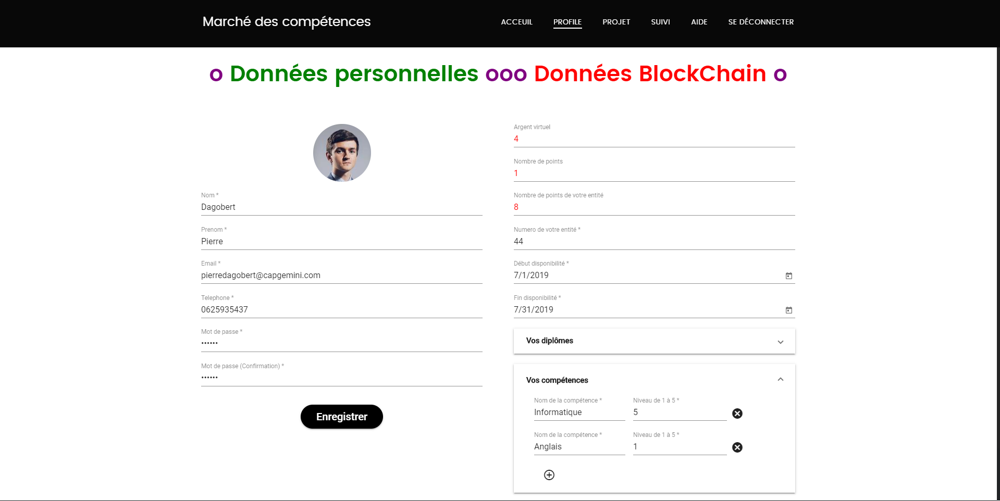 Marché des compétences
ACCEUIL PROFILE PROJET SUIVI AIDE SE DÉCONNECTER
o Données personnelles ooo Données BlockChain o
Nom *
Dagobert
Prenom *
Pierre
Email *
pierredagobert@capgemini.com
Telephone *
0625935437
Mot de passe *
••••••
Mot de passe (Confirmation) *
••••••
Enregistrer
Argent virtuel
4
Nombre de points
1
Nombre de points de votre entité
8
Numero de votre entité *
44
Début disponibilité *
7/1/2019
Fin disponibilité *
7/31/2019
Vos diplômes
Vos compétences
Nom de la compétence * Niveau de 1 à 5 *
Informatique 5
Nom de la compétence * Niveau de 1 à 5 *
Anglais 1